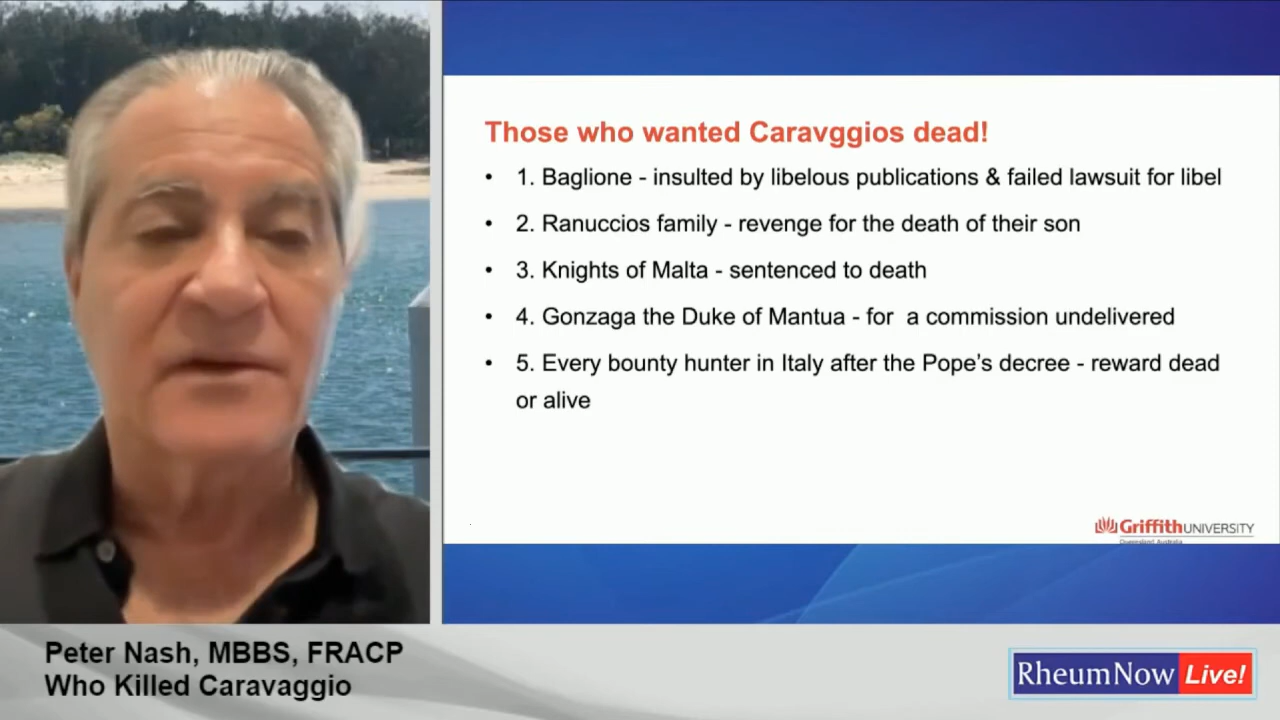 Those who wanted Caravggios dead!
• 1. Baglione - insulted by libelous publications & failed lawsuit for libel
• 2. Ranuccios family - revenge for the death of their son
• 3. Knights of Malta - sentenced to death
• 4. Gonzaga the Duke of Mantua - for a commission undelivered
• 5. Every bounty hunter in Italy after the Pope's decree - reward dead
or alive
Griffith UNIVERSITY
Queensland, Australia
Peter Nash, MBBS, FRACP
Who Killed Caravaggio
RheumNow Live!